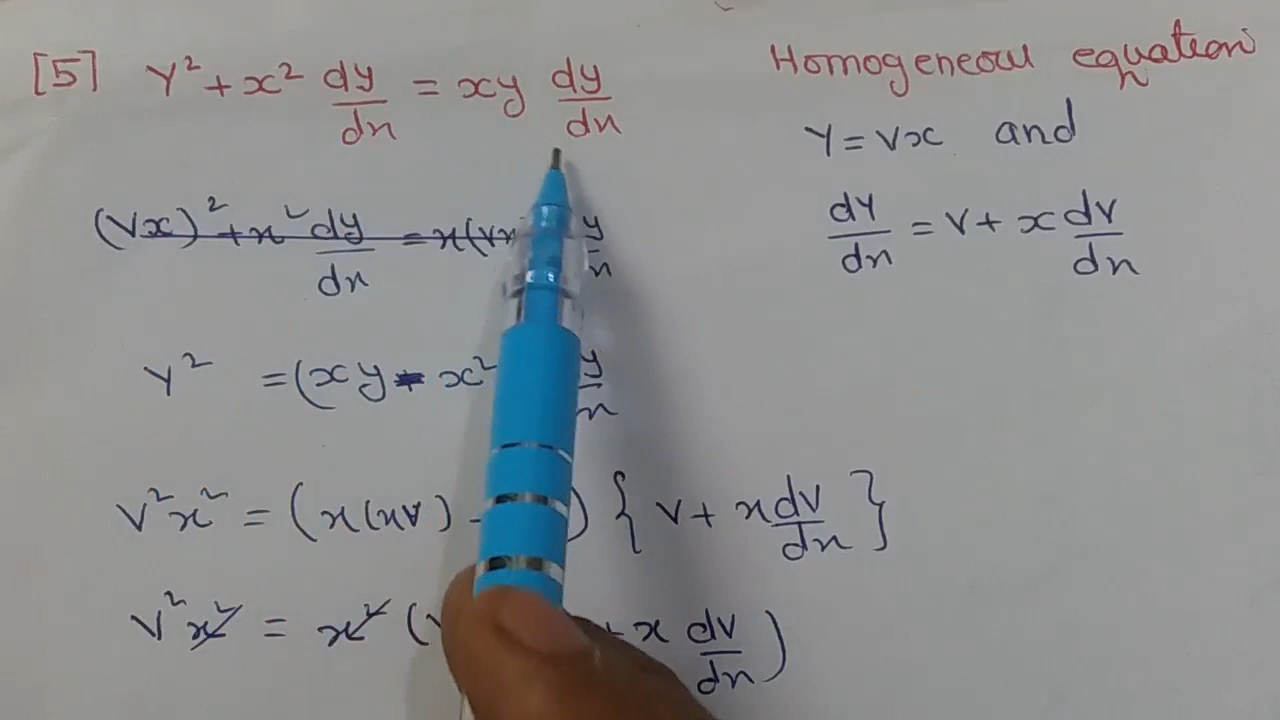 [5] Y² + x² dy/dx = xy dy/dx
Homogeneous equation
Y = Vx and
dy/dx = V + x dv/dx
(Vx)² + x² dy/dx = x(vx y/x
Y² = (xy - x² y/x
V²x² = (x(xv) - ) { V + x dv/dx }
V²x² = x² ( + x dv/dx )